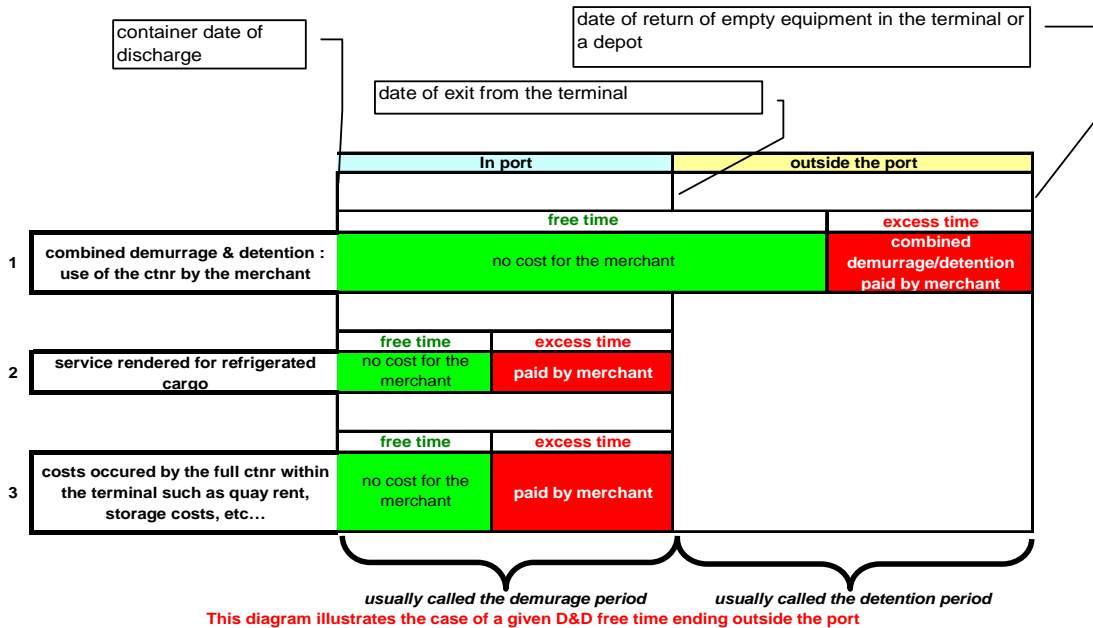 container date of
discharge
date of return of empty equipment in the terminal or
a depot
date of exit from the terminal
In port
outside the port
free time
excess time
1
combined demurrage & detention :
use of the ctnr by the merchant
no cost for the merchant
combined
demurrage/detention
paid by merchant
free time
excess time
2
service rendered for refrigerated
cargo
no cost for the
merchant
paid by merchant
free time
excess time
3
costs occured by the full ctnr within
the terminal such as quay rent,
storage costs, etc…
no cost for the
merchant
paid by merchant
usually called the demurage period
usually called the detention period
This diagram illustrates the case of a given D&D free time ending outside the port